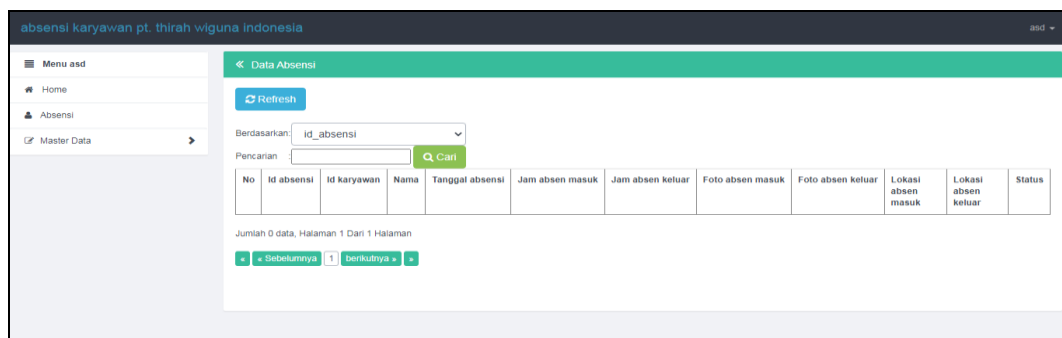 absensi karyawan pt. thirah wiguna indonesia
asd
Menu asd
Home
Absensi
Master Data
« Data Absensi
Refresh
Berdasarkan: id_absensi
Pencarian :
Cari
No Id absensi Id karyawan Nama Tanggal absensi Jam absen masuk Jam absen keluar Foto absen masuk Foto absen keluar Lokasi absen masuk Lokasi absen keluar Status
Jumlah 0 data, Halaman 1 Dari 1 Halaman
« « Sebelumnya 1 berikutnya » »